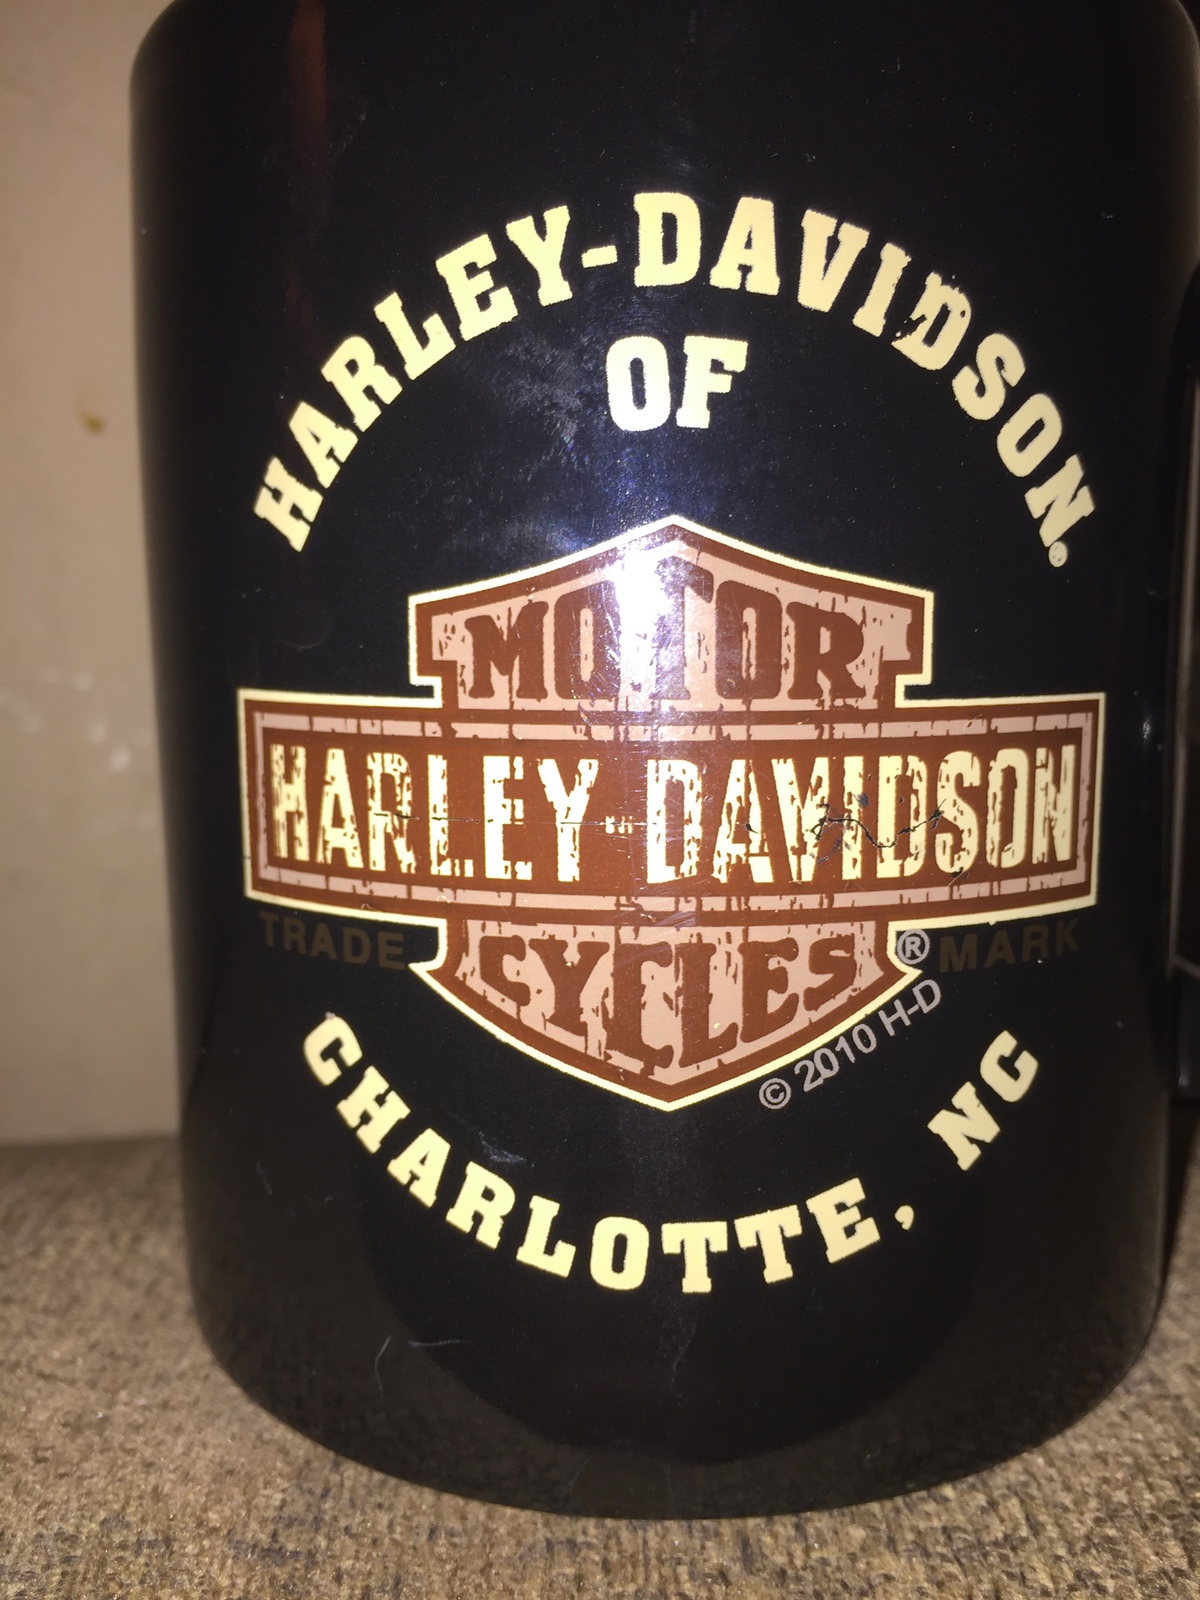 HARLEY-DAVIDSON®
OF
MOTOR
HARLEY-DAVIDSON
CYCLES
TRADE ® MARK
© 2010 H-D
CHARLOTTE, NC